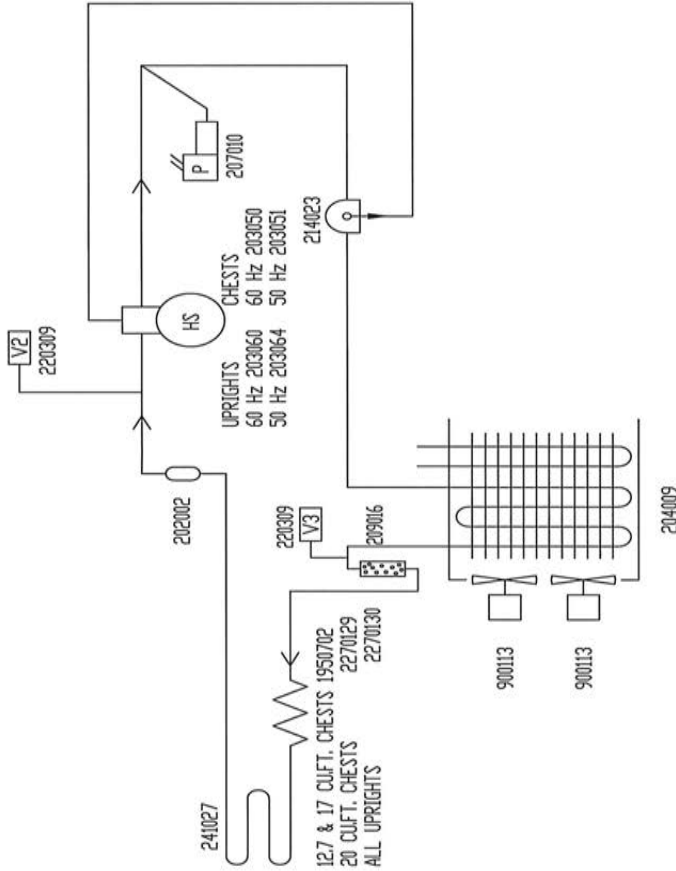 V2
220309
P
207010
HS
UPRIGHTS
60 Hz 203060
50 Hz 203064
CHESTS
60 Hz 203050
50 Hz 203051
214023
202002
220309
V3
209016
241027
12.7 & 17 CU.FT. CHESTS 1950702
20 CU.FT. CHESTS 2270129
ALL UPRIGHTS 2270130
900113
900113
204009